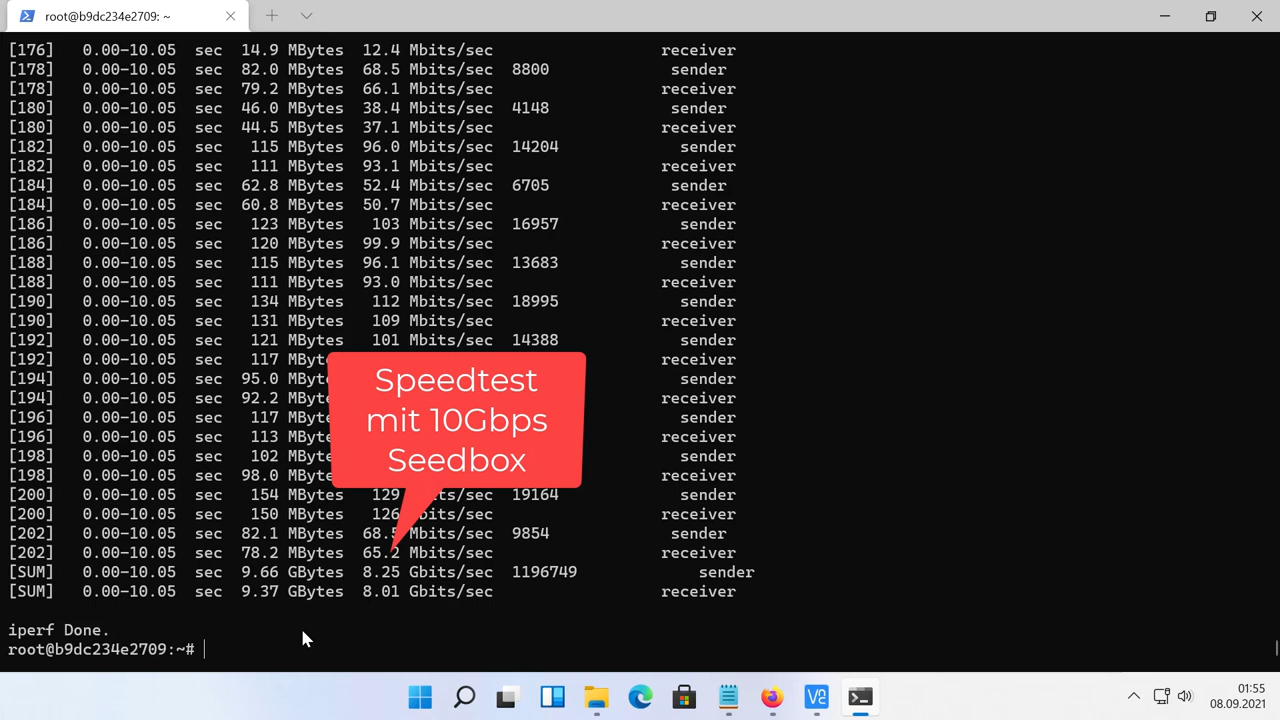 root@b9dc234e2709: ~
[176] 0.00-10.05 sec 14.9 MBytes 12.4 Mbits/sec receiver
[178] 0.00-10.05 sec 82.0 MBytes 68.5 Mbits/sec 8800 sender
[178] 0.00-10.05 sec 79.2 MBytes 66.1 Mbits/sec receiver
[180] 0.00-10.05 sec 46.0 MBytes 38.4 Mbits/sec 4148 sender
[180] 0.00-10.05 sec 44.5 MBytes 37.1 Mbits/sec receiver
[182] 0.00-10.05 sec 115 MBytes 96.0 Mbits/sec 14204 sender
[182] 0.00-10.05 sec 111 MBytes 93.1 Mbits/sec receiver
[184] 0.00-10.05 sec 62.8 MBytes 52.4 Mbits/sec 6705 sender
[184] 0.00-10.05 sec 60.8 MBytes 50.7 Mbits/sec receiver
[186] 0.00-10.05 sec 123 MBytes 103 Mbits/sec 16957 sender
[186] 0.00-10.05 sec 120 MBytes 99.9 Mbits/sec receiver
[188] 0.00-10.05 sec 115 MBytes 96.1 Mbits/sec 13683 sender
[188] 0.00-10.05 sec 111 MBytes 93.0 Mbits/sec receiver
[190] 0.00-10.05 sec 134 MBytes 112 Mbits/sec 18995 sender
[190] 0.00-10.05 sec 131 MBytes 109 Mbits/sec receiver
[192] 0.00-10.05 sec 121 MBytes 101 Mbits/sec 14388 sender
[192] 0.00-10.05 sec 117 receiver
[194] 0.00-10.05 sec 95.0 sender
[194] 0.00-10.05 sec 92.2 receiver
[196] 0.00-10.05 sec 117 sender
[196] 0.00-10.05 sec 113 receiver
[198] 0.00-10.05 sec 102 sender
[198] 0.00-10.05 sec 98.0 receiver
Speedtest
mit 10Gbps
Seedbox
[200] 0.00-10.05 sec 154 MBytes 129 19164 sender
[200] 0.00-10.05 sec 150 MBytes 126 Mbits/sec receiver
[202] 0.00-10.05 sec 82.1 MBytes 68.5 Mbits/sec 9854 sender
[202] 0.00-10.05 sec 78.2 MBytes 65.2 Mbits/sec receiver
[SUM] 0.00-10.05 sec 9.66 GBytes 8.25 Gbits/sec 1196749 sender
[SUM] 0.00-10.05 sec 9.37 GBytes 8.01 Gbits/sec receiver
iperf Done.
root@b9dc234e2709:~#
01:55
08.09.2021